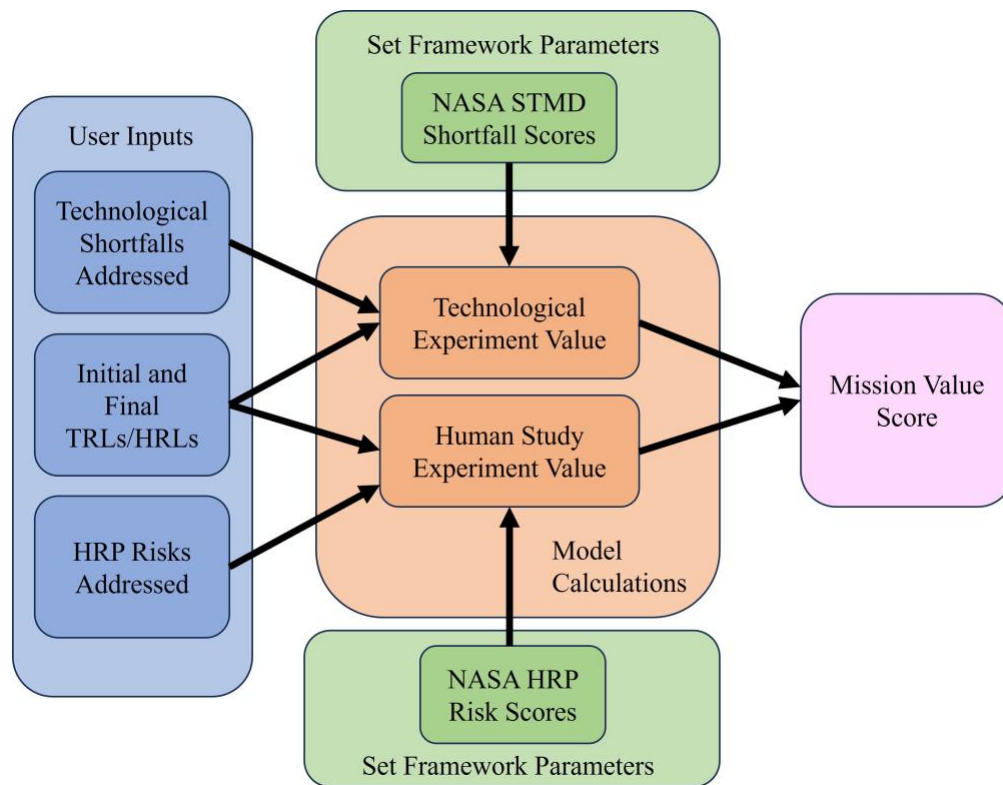 User Inputs
Technological
Shortfalls
Addressed
Initial and
Final
TRLs/HRLs
HRP Risks
Addressed
Set Framework Parameters
NASA STMD
Shortfall Scores
Technological
Experiment Value
Human Study
Experiment Value
Model
Calculations
NASA HRP
Risk Scores
Set Framework Parameters
Mission Value
Score